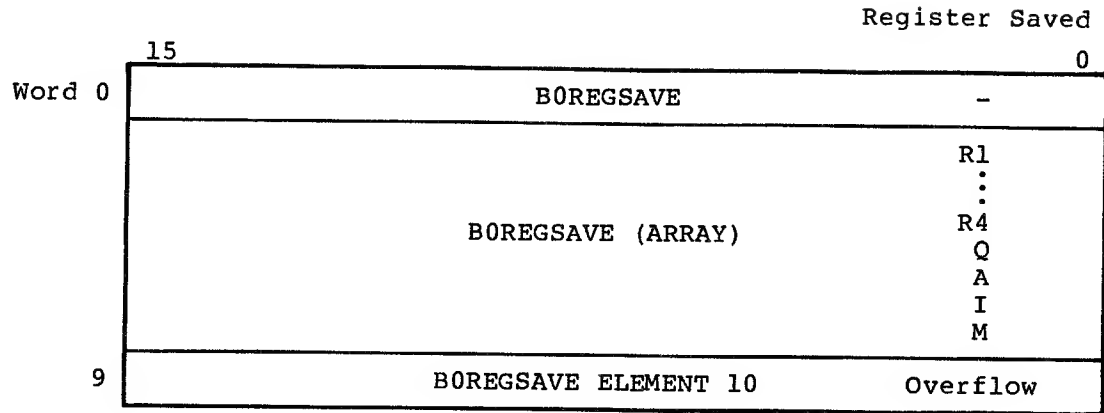 Register Saved
15 0
Word 0 B0REGSAVE -
R1
⋮
B0REGSAVE (ARRAY) R4
Q
A
I
M
9 B0REGSAVE ELEMENT 10 Overflow